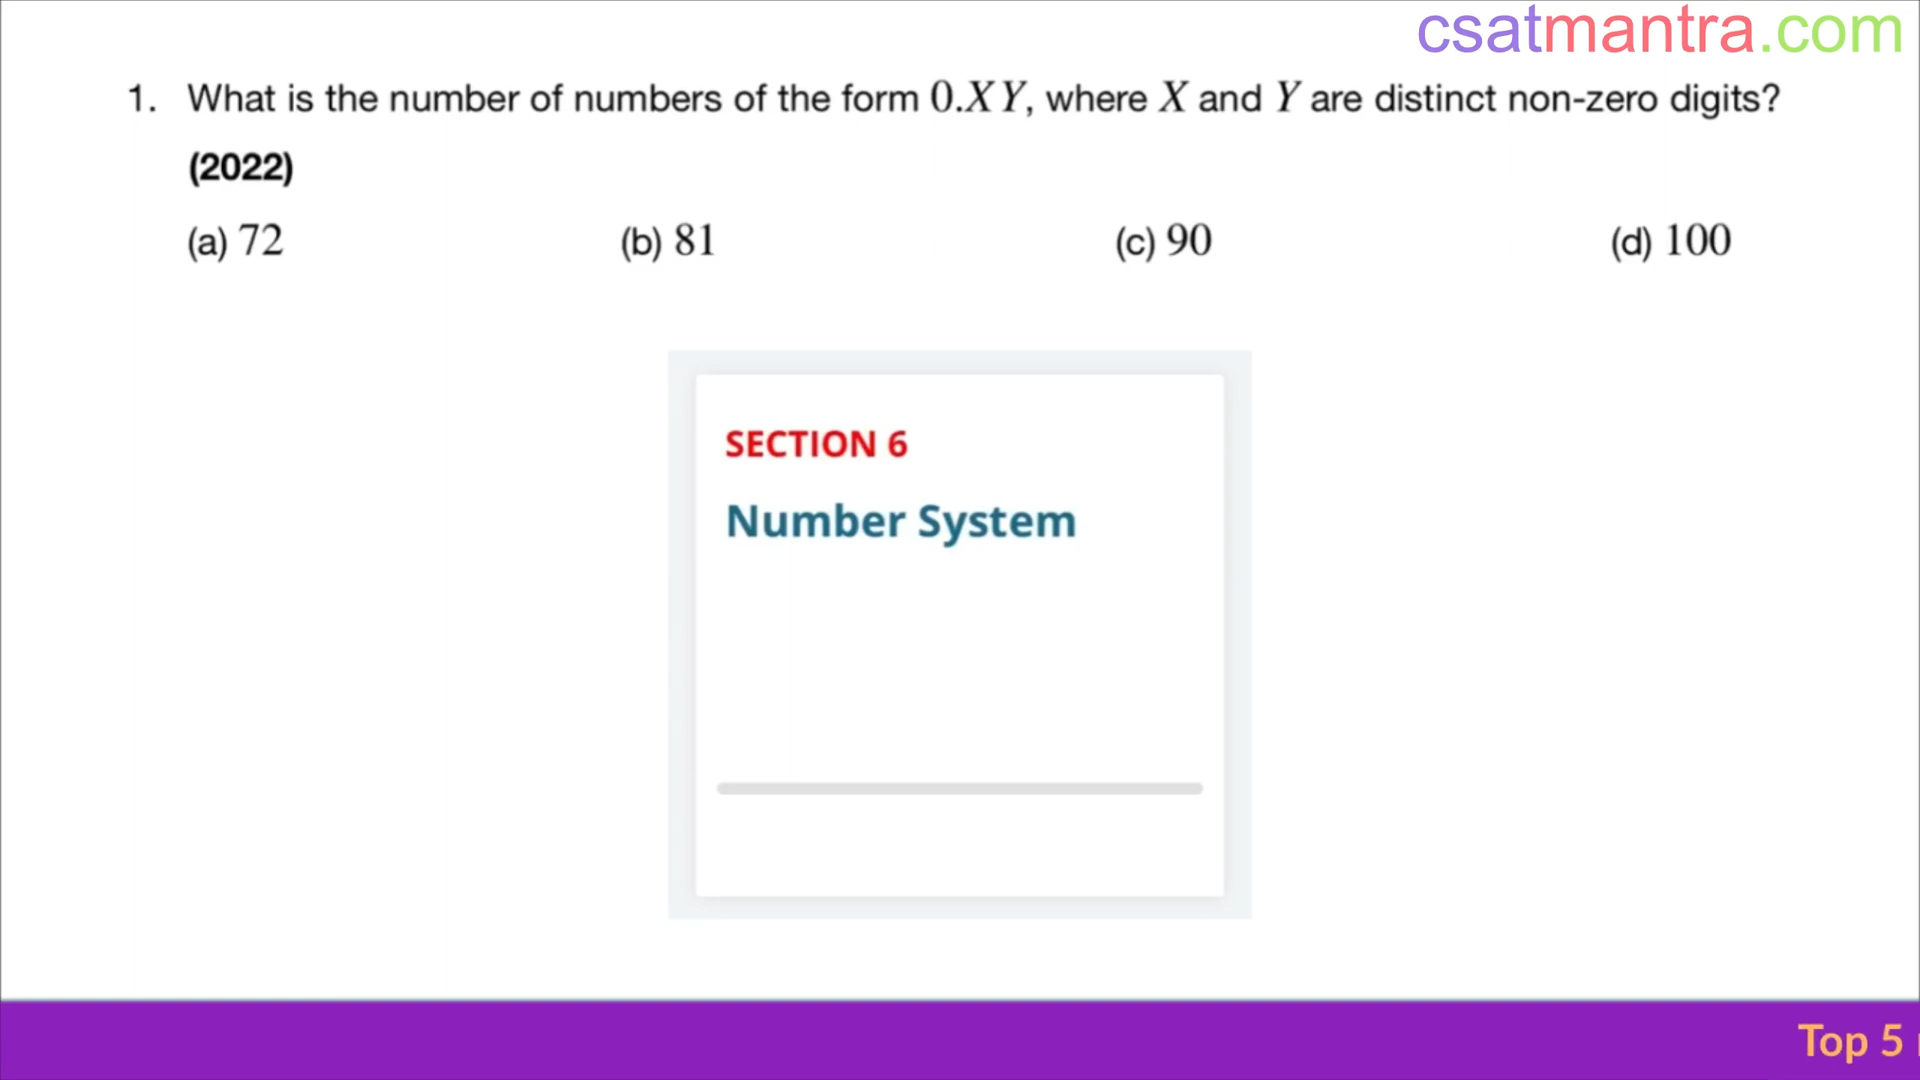 csatmantra.com
1. What is the number of numbers of the form 0.XY, where X and Y are distinct non-zero digits?
(2022)
(a) 72 (b) 81 (c) 90 (d) 100
SECTION 6
Number System
Top 5